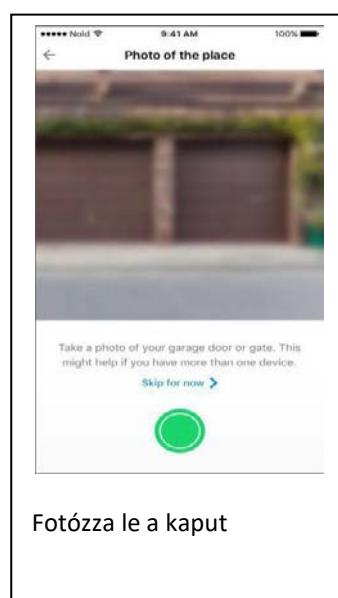 Nold 9:41 AM 100%
Photo of the place
Take a photo of your garage door or gate. This
might help if you have more than one device.
Skip for now
Fotózza le a kaput